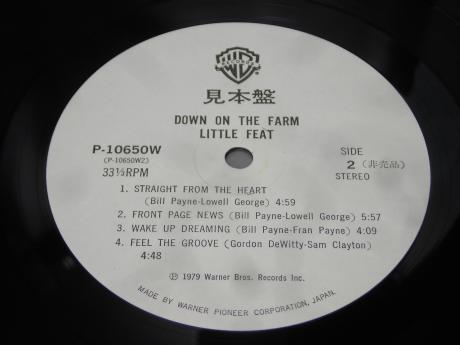 RECORDS
見本盤
DOWN ON THE FARM
LITTLE FEAT
P-10650W
(P-10650W2)
33⅓RPM
SIDE
2 (非売品)
STEREO
1. STRAIGHT FROM THE HEART
(Bill Payne-Lowell George) 4:59
2. FRONT PAGE NEWS (Bill Payne-Lowell George) 5:57
3. WAKE UP DREAMING (Bill Payne-Fran Payne) 4:09
4. FEEL THE GROOVE (Gordon DeWitty-Sam Clayton)
4:48
Ⓟ 1979 Warner Bros. Records Inc.
MADE BY WARNER PIONEER CORPORATION, JAPAN.